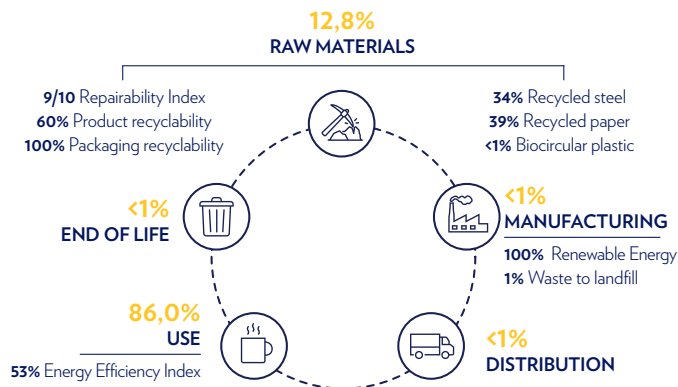 12,8%
RAW MATERIALS
9/10 Repairability Index
60% Product recyclability
100% Packaging recyclability
34% Recycled steel
39% Recycled paper
<1% Biocircular plastic
<1%
END OF LIFE
<1%
MANUFACTURING
100% Renewable Energy
1% Waste to landfill
86,0%
USE
53% Energy Efficiency Index
<1%
DISTRIBUTION